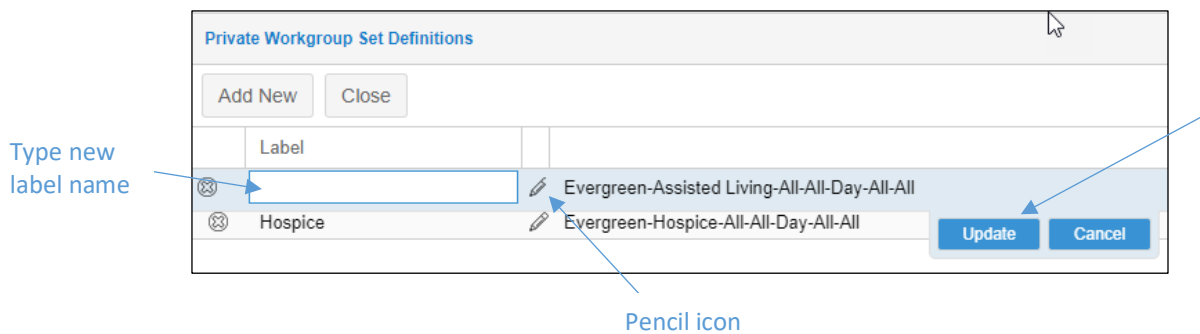 Private Workgroup Set Definitions
Add New Close
Label
Type new
label name
Evergreen-Assisted Living-All-All-Day-All-All
Hospice Evergreen-Hospice-All-All-Day-All-All
Update Cancel
Pencil icon